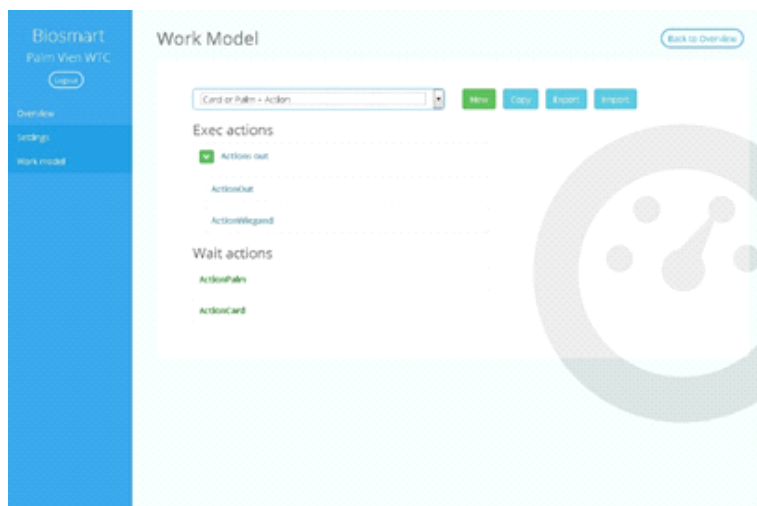 Biosmart
Palm Vien WTC
Logout
Overview
Settings
Work model
Work Model
Back to Overview
Card or Palm + Action
New Copy Export Import
Exec actions
Actions out
ActionOut
ActionWiegand
Wait actions
ActionPalm
ActionCard